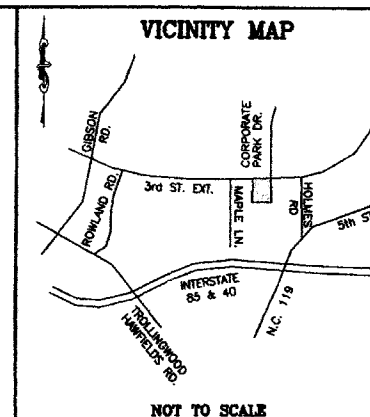 VICINITY MAP
GIBSON
RD.
CORPORATE
PARK DR.
ROWLAND RD.
3rd ST. EXT.
MAPLE LN
HOLMES
RD
5th S
INTERSTATE
85 & 40
N.C. 119
TROLLINGWOOD
HAWFIELDS RD.
NOT TO SCALE